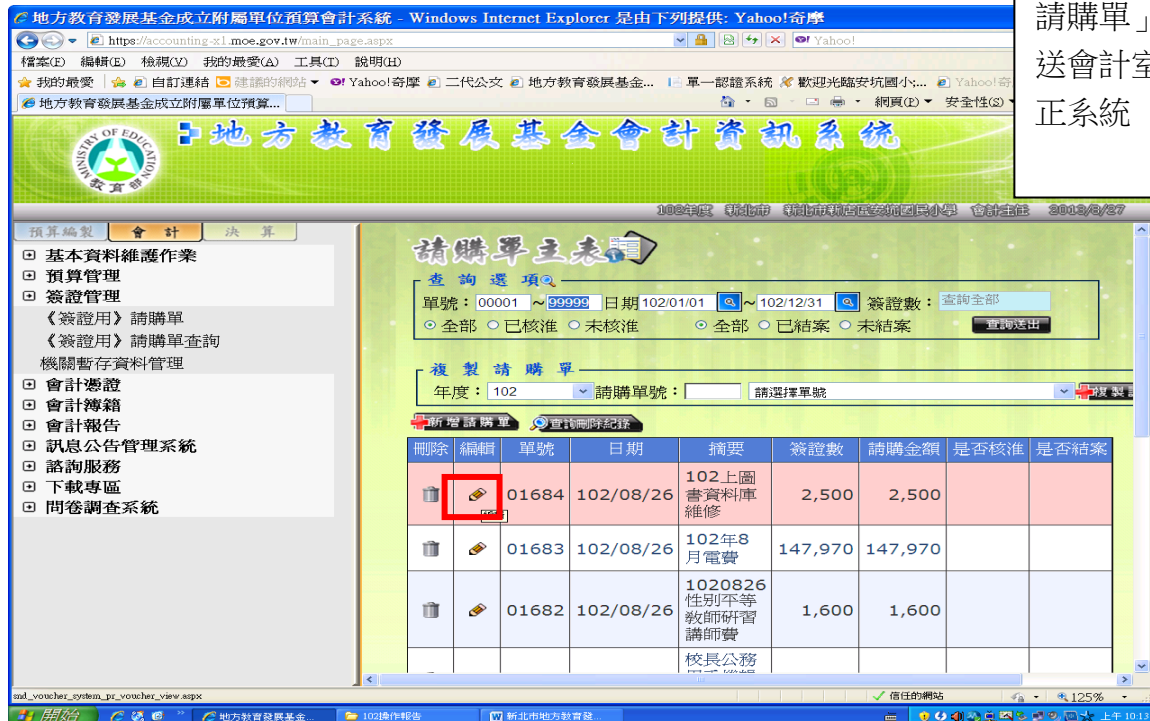 地方教育發展基金成立附屬單位預算會計系統 - Windows Internet Explorer 是由下列提供: Yahoo!奇摩
請購單」
送會計室
正系統
https://accounting-x1.moe.gov.tw/main_page.aspx
Yahoo!
檔案(F) 編輯(E) 檢視(V) 我的最愛(A) 工具(T) 說明(H)
我的最愛 自訂連結 建議的網站 Yahoo!奇摩 二代公文 地方教育發展基金... 單一認證系統 歡迎光臨安坑國小;... Yahoo!奇
地方教育發展基金成立附屬單位預算... 網頁(P) 安全性(S)
MINISTRY OF EDUCATION
教育部
地方教育發展基金會計資訊系統
102年度 新北市 新北市新店區安坑國民小學 會計主任 2013/8/27
預算編製 會計 決算
基本資料維護作業
預算管理
簽證管理
《簽證用》請購單
《簽證用》請購單查詢
機關暫存資料管理
會計憑證
會計簿籍
會計報告
訊息公告管理系統
諮詢服務
下載專區
問卷調查系統
請購單主表
查詢選項
單號: 00001 ~ 99999 日期 102/01/01 ~ 102/12/31 簽證數: 查詢全部
全部 已核准 未核准 全部 已結案 未結案 查詢送出
複製請購單
年度: 102 請購單號: 請選擇單號 複製
新增請購單 查詢刪除紀錄
刪除 編輯 單號 日期 摘要 簽證數 請購金額 是否核准 是否結案
01684 102/08/26 102上圖書資料庫維修 2,500 2,500
01683 102/08/26 102年8月電費 147,970 147,970
01682 102/08/26 1020826性別平等教師研習講師費 1,600 1,600
校長公務
snd_voucher_system_pr_voucher_view.aspx 信任的網站 125%
開始 地方教育發展基金... 102操作報告 新北市地方教育發... 上午 10:13